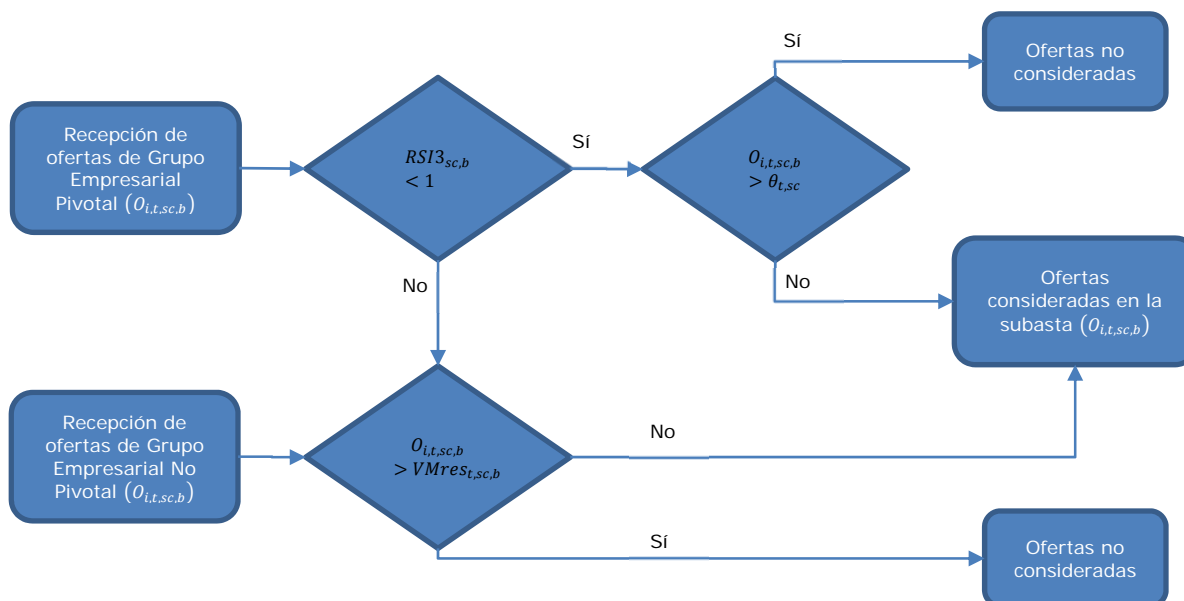 Sí
Ofertas no
consideradas
Recepción de
ofertas de Grupo
Empresarial
Pivotal (O_{i,t,sc,b})
RSI3_{sc,b}
< 1
Sí
O_{i,t,sc,b}
> θ_{t,sc}
No
No
Ofertas
consideradas en la
subasta (O_{i,t,sc,b})
Recepción de
ofertas de Grupo
Empresarial No
Pivotal (O_{i,t,sc,b})
O_{i,t,sc,b}
> VMres_{t,sc,b}
No
Sí
Ofertas no
consideradas